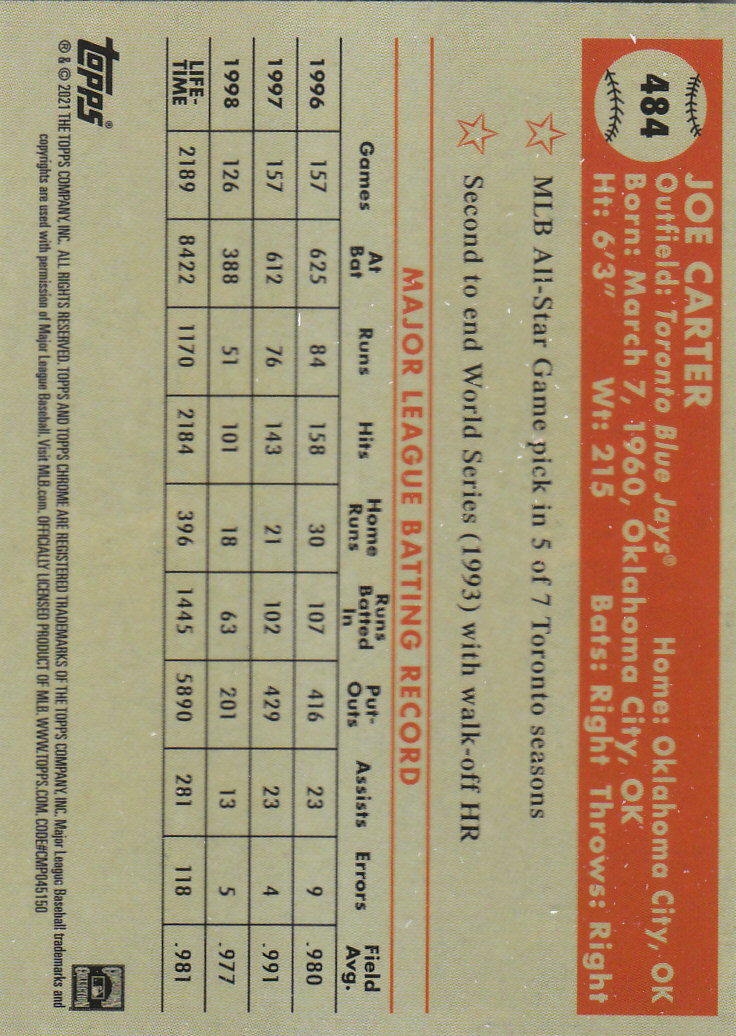 484
JOE CARTER
Outfield: Toronto Blue Jays® Home: Oklahoma City, OK
Born: March 7, 1960, Oklahoma City, OK
Ht: 6'3" Wt: 215 Bats: Right Throws: Right
MLB All-Star Game pick in 5 of 7 Toronto seasons
Second to end World Series (1993) with walk-off HR
MAJOR LEAGUE BATTING RECORD
Games At Bat Runs Hits Home Runs Runs Batted In Put-Outs Assists Errors Field Avg.
1996 157 625 84 158 30 107 416 23 9 .980
1997 157 612 76 143 21 102 429 23 4 .991
1998 126 388 51 101 18 63 201 13 5 .977
LIFE-TIME 2189 8422 1170 2184 396 1445 5890 281 118 .981
topps®
® & © 2021 THE TOPPS COMPANY, INC. ALL RIGHTS RESERVED. TOPPS AND TOPPS CHROME ARE REGISTERED TRADEMARKS OF THE TOPPS COMPANY, INC. Major League Baseball trademarks and
copyrights are used with permission of Major League Baseball. Visit MLB.com. OFFICIALLY LICENSED PRODUCT OF MLB. WWW.TOPPS.COM. CODE#CMP045150
COOPERSTOWN COLLECTION